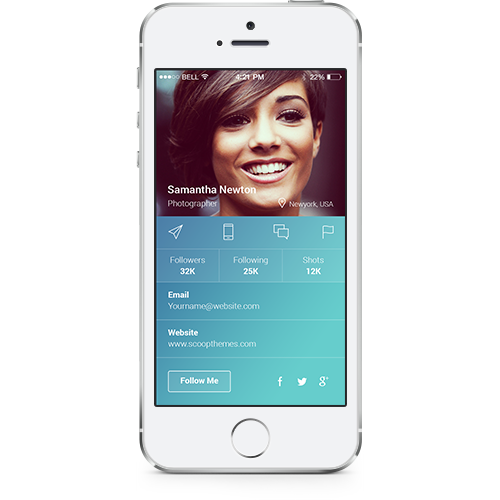 BELL 4:21 PM 22%
Samantha Newton
Photographer Newyork, USA
Followers Following Shots
32K 25K 12K
Email
Yourname@website.com
Website
www.scoopthemes.com
Follow Me
f g+